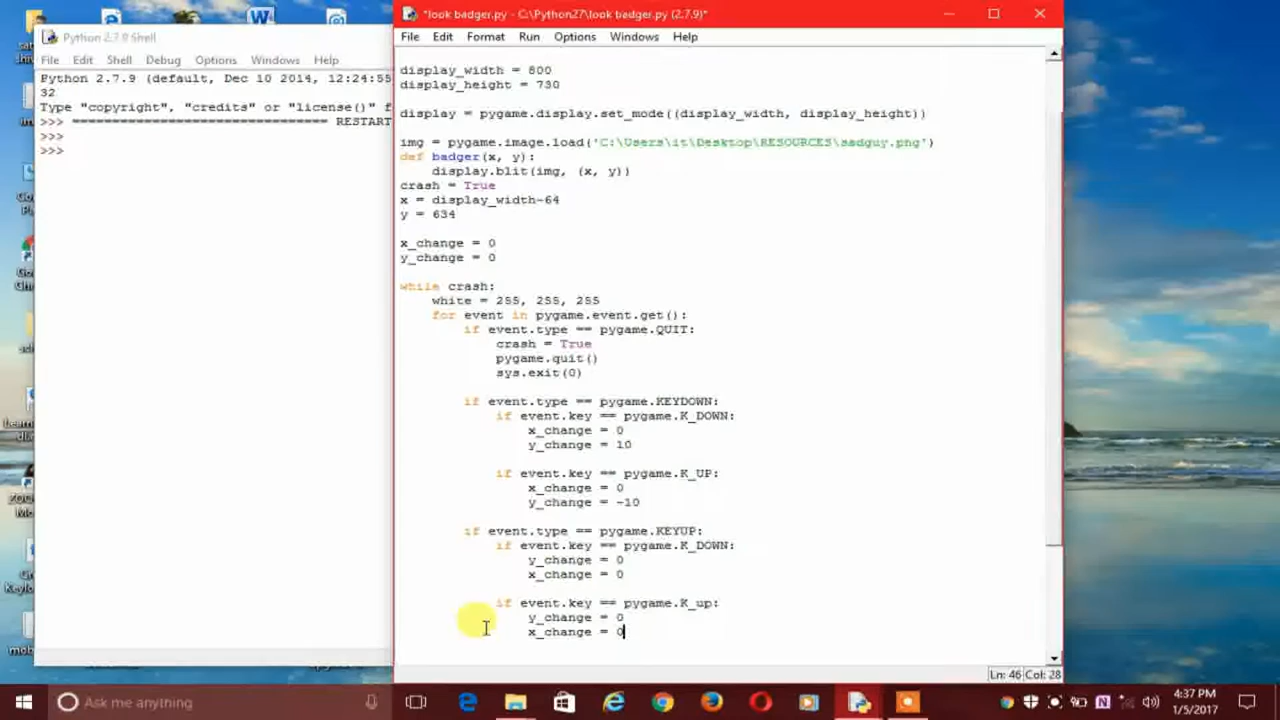 Python 2.7.9 Shell
File Edit Shell Debug Options Windows Help
Python 2.7.9 (default, Dec 10 2014, 12:24:55
32
Type "copyright", "credits" or "license()" f
>>> ================================ RESTART
>>>
>>>
*look badger.py - C:\Python27\look badger.py (2.7.9)*
File Edit Format Run Options Windows Help
display_width = 800
display_height = 730
display = pygame.display.set_mode((display_width, display_height))
img = pygame.image.load('C:\Users\it\Desktop\RESOURCES\sadguy.png')
def badger(x, y):
    display.blit(img, (x, y))
crash = True
x = display_width-64
y = 634
x_change = 0
y_change = 0
while crash:
    white = 255, 255, 255
    for event in pygame.event.get():
        if event.type == pygame.QUIT:
            crash = True
            pygame.quit()
            sys.exit(0)
        if event.type == pygame.KEYDOWN:
            if event.key == pygame.K_DOWN:
                x_change = 0
                y_change = 10
            if event.key == pygame.K_UP:
                x_change = 0
                y_change = -10
        if event.type == pygame.KEYUP:
            if event.key == pygame.K_DOWN:
                y_change = 0
                x_change = 0
            if event.key == pygame.K_up:
                y_change = 0
                x_change = 0
Ln: 46 Col: 28
Ask me anything
4:37 PM
1/5/2017